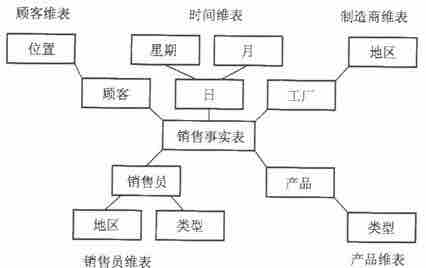 顾客维表
时间维表
制造商维表
位置
星期
月
地区
顾客
日
工厂
销售事实表
销售员
产品
地区
类型
类型
销售员维表
产品维表